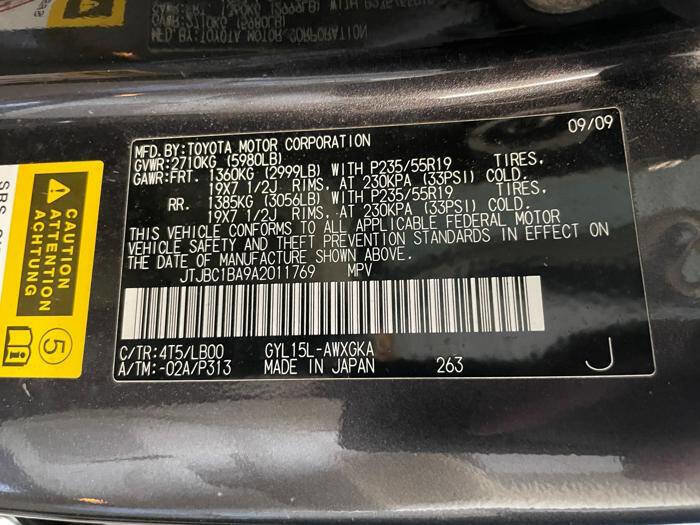 09/09
MFD.BY:TOYOTA MOTOR CORPORATION
GVWR:2710KG (5980LB)
GAWR:FRT. 1360KG (2999LB) WITH P235/55R19 TIRES,
19X7 1/2J RIMS, AT 230KPA (33PSI) COLD.
RR. 1385KG (3056LB) WITH P235/55R19 TIRES,
19X7 1/2J RIMS, AT 230KPA (33PSI) COLD.
THIS VEHICLE CONFORMS TO ALL APPLICABLE FEDERAL MOTOR
VEHICLE SAFETY AND THEFT PREVENTION STANDARDS IN EFFECT ON
THE DATE OF MANUFACTURE SHOWN ABOVE.
JTJBC1BA9A2011769 MPV
C/TR:4T5/LB00 GYL15L-AWXGKA
A/TM:-02A/P313 MADE IN JAPAN 263 J
CAUTION
ATTENTION
ACHTUNG
5